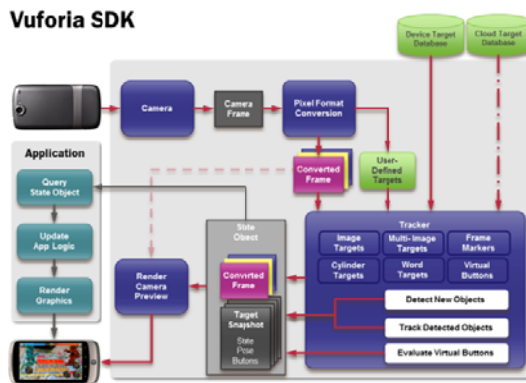 Vuforia SDK
Device Target
Database
Cloud Target
Database
Camera
Camera
Frame
Pixel Format
Conversion
Application
Query
State Object
Update
App Logic
Render
Graphics
Converted
Frame
User-
Defined
Targets
Tracker
Image
Targets
Multi-Image
Targets
Frame
Markers
Cylinder
Targets
Word
Targets
Virtual
Buttons
Detect New Objects
Track Detected Objects
Evaluate Virtual Buttons
State
Object
Converted
Frame
Target
Snapshot
State
Pose
Buttons
Render
Camera
Preview